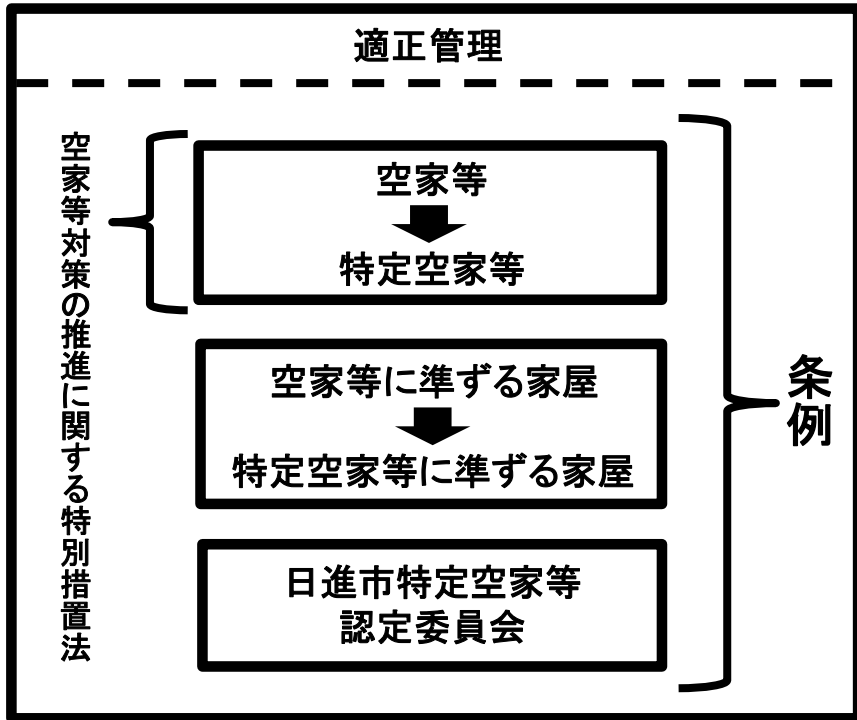 適正管理
空家等対策の推進に関する特別措置法
空家等
特定空家等
空家等に準ずる家屋
特定空家等に準ずる家屋
日進市特定空家等
認定委員会
条例